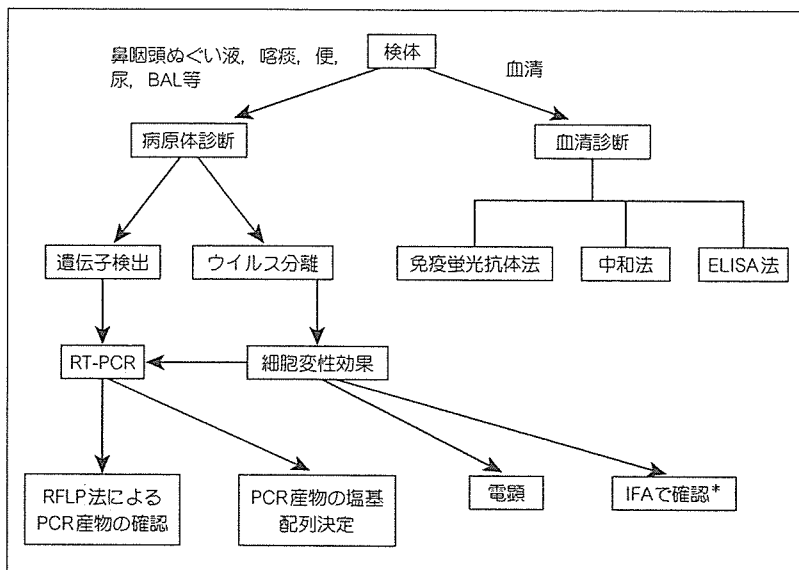 検体
鼻咽頭ぬぐい液，喀痰，便，
尿，BAL等
血清
病原体診断
血清診断
遺伝子検出
ウイルス分離
免疫蛍光抗体法
中和法
ELISA法
RT-PCR
細胞変性効果
RFLP法による
PCR産物の確認
PCR産物の塩基
配列決定
電顕
IFAで確認*